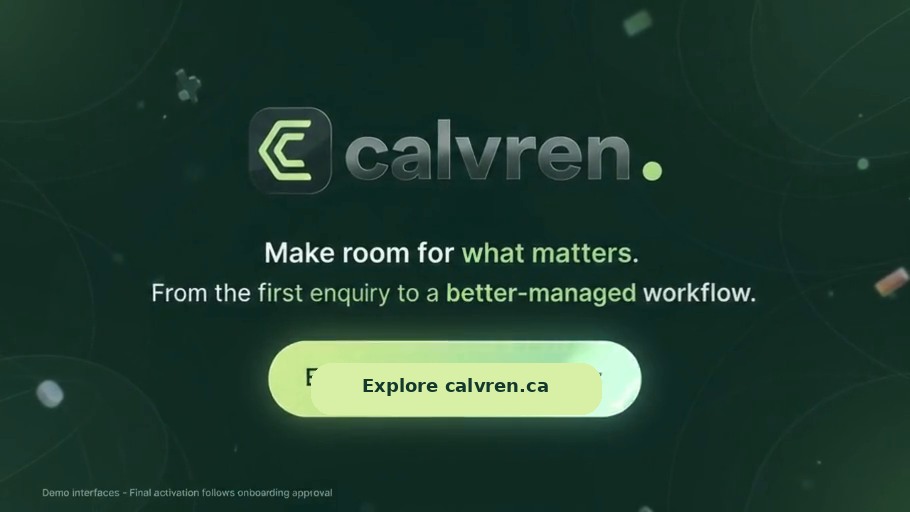 calvren.
Make room for what matters.
From the first enquiry to a better-managed workflow.
Explore calvren.ca
Demo interfaces - Final activation follows onboarding approval